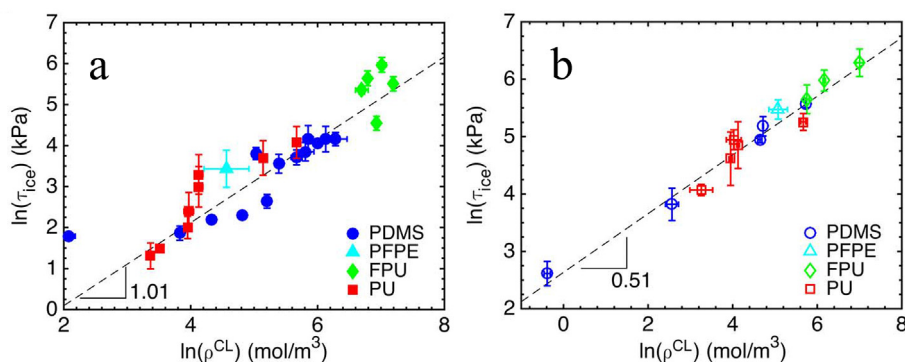 a
ln(τice) (kPa)
7
6
5
4
3
2
1
0
2
4
6
8
ln(ρ^CL) (mol/m³)
1.01
PDMS
PFPE
FPU
PU
b
ln(τice) (kPa)
7
6
5
4
3
2
0
2
4
6
8
ln(ρ^CL) (mol/m³)
0.51
PDMS
PFPE
FPU
PU